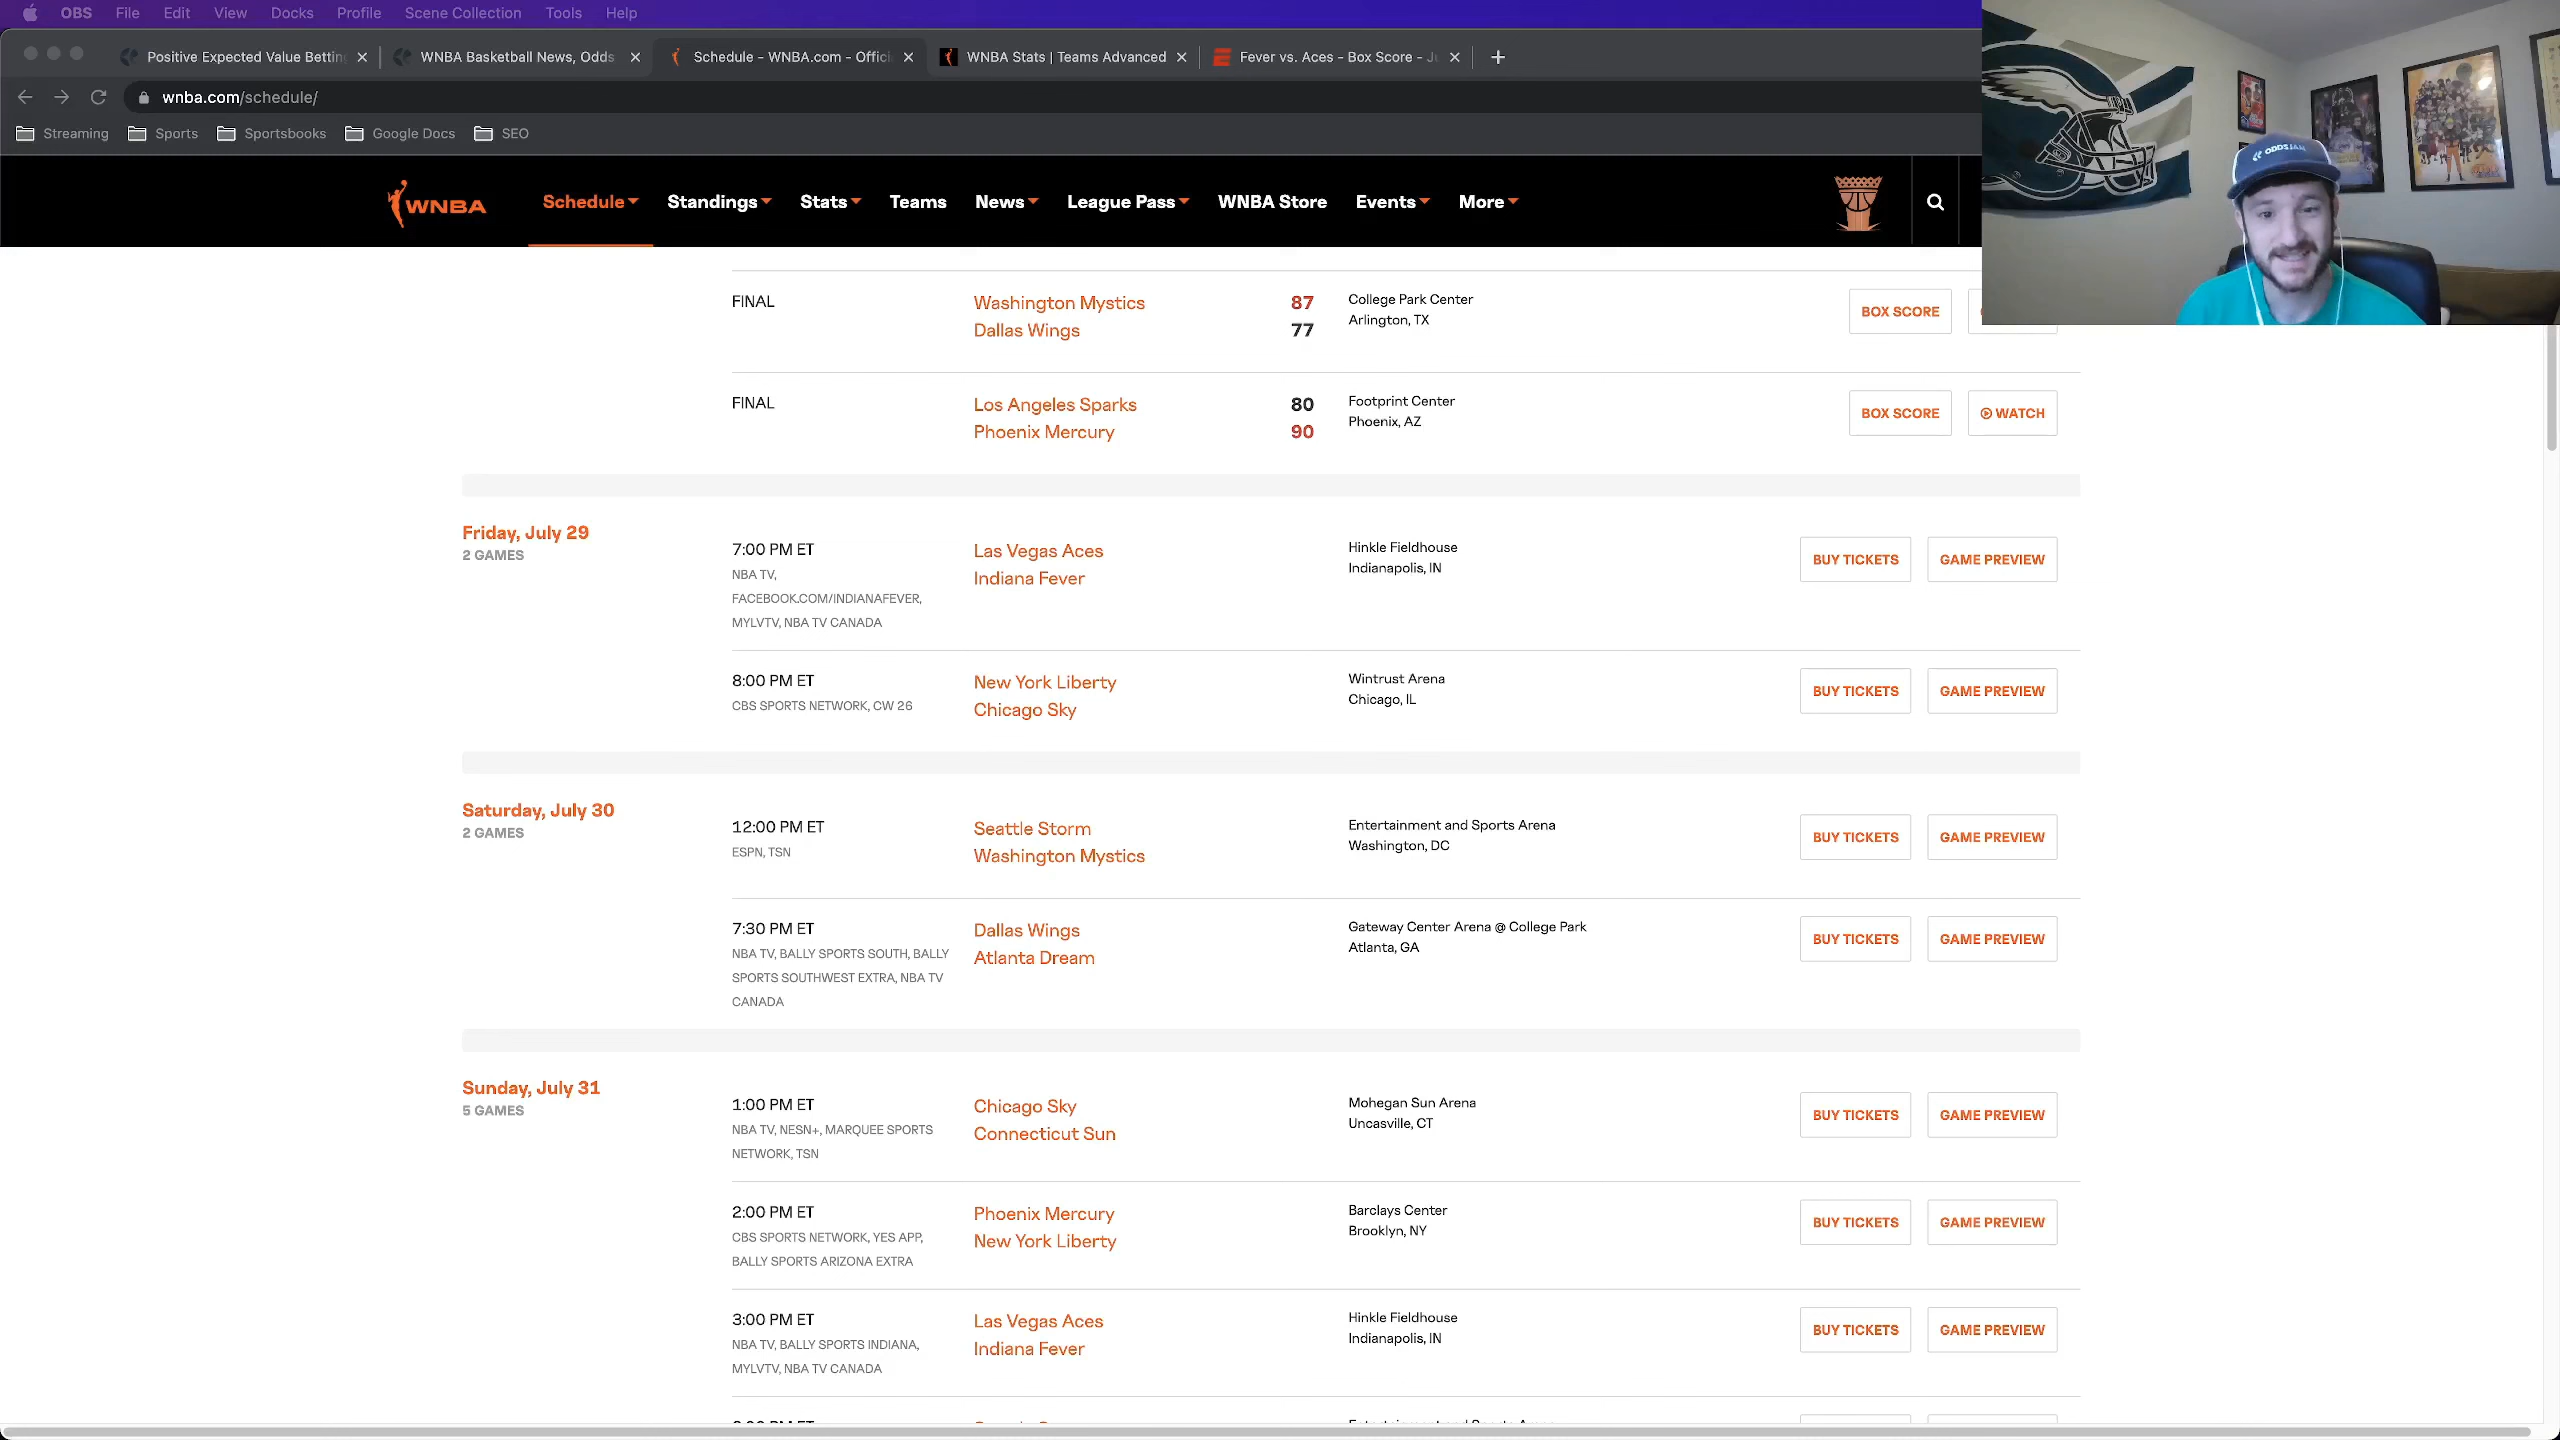 OBS File Edit View Docks Profile Scene Collection Tools Help
Positive Expected Value Betting WNBA Basketball News, Odds Schedule - WNBA.com - Offici WNBA Stats | Teams Advanced Fever vs. Aces - Box Score - Ju
wnba.com/schedule/
Streaming Sports Sportsbooks Google Docs SEO
WNBA Schedule Standings Stats Teams News League Pass WNBA Store Events More
ODDSJAM
FINAL Washington Mystics 87 College Park Center BOX SCORE
Dallas Wings 77 Arlington, TX
FINAL Los Angeles Sparks 80 Footprint Center BOX SCORE WATCH
Phoenix Mercury 90 Phoenix, AZ
Friday, July 29
2 GAMES
7:00 PM ET Las Vegas Aces Hinkle Fieldhouse BUY TICKETS GAME PREVIEW
NBA TV, Indiana Fever Indianapolis, IN
FACEBOOK.COM/INDIANAFEVER,
MYLVTV, NBA TV CANADA
8:00 PM ET New York Liberty Wintrust Arena BUY TICKETS GAME PREVIEW
CBS SPORTS NETWORK, CW 26 Chicago Sky Chicago, IL
Saturday, July 30
2 GAMES
12:00 PM ET Seattle Storm Entertainment and Sports Arena BUY TICKETS GAME PREVIEW
ESPN, TSN Washington Mystics Washington, DC
7:30 PM ET Dallas Wings Gateway Center Arena @ College Park BUY TICKETS GAME PREVIEW
NBA TV, BALLY SPORTS SOUTH, BALLY Atlanta Dream Atlanta, GA
SPORTS SOUTHWEST EXTRA, NBA TV
CANADA
Sunday, July 31
5 GAMES
1:00 PM ET Chicago Sky Mohegan Sun Arena BUY TICKETS GAME PREVIEW
NBA TV, NESN+, MARQUEE SPORTS Connecticut Sun Uncasville, CT
NETWORK, TSN
2:00 PM ET Phoenix Mercury Barclays Center BUY TICKETS GAME PREVIEW
CBS SPORTS NETWORK, YES APP, New York Liberty Brooklyn, NY
BALLY SPORTS ARIZONA EXTRA
3:00 PM ET Las Vegas Aces Hinkle Fieldhouse BUY TICKETS GAME PREVIEW
NBA TV, BALLY SPORTS INDIANA, Indiana Fever Indianapolis, IN
MYLVTV, NBA TV CANADA